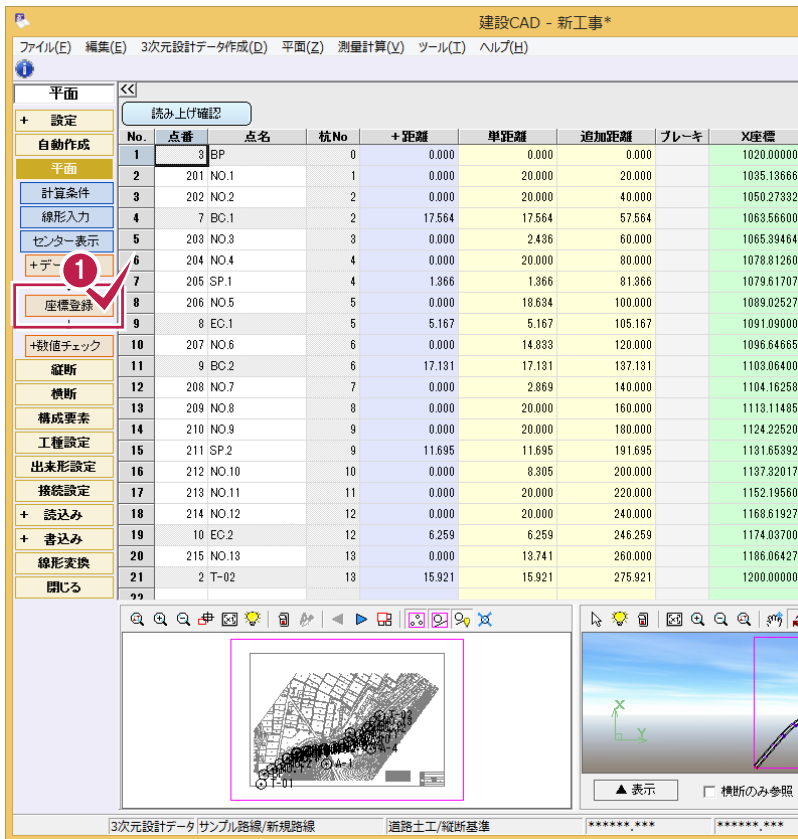 建設CAD - 新工事*
ファイル(F) 編集(E) 3次元設計データ作成(D) 平面(Z) 測量計算(V) ツール(T) ヘルプ(H)
平面
+ 設定
自動作成
平面
計算条件
線形入力
センター表示
+デー
1
座標登録
+数値チェック
縦断
横断
構成要素
工種設定
出来形設定
接続設定
+ 読込み
+ 書込み
線形変換
閉じる
<<
読み上げ確認
No. 点番 点名 杭No +距離 単距離 追加距離 ブレーキ X座標
1 3 BP 0 0.000 0.000 0.000 1020.00000
2 201 NO.1 1 0.000 20.000 20.000 1035.13666
3 202 NO.2 2 0.000 20.000 40.000 1050.27332
4 7 BC.1 2 17.564 17.564 57.564 1063.56600
5 203 NO.3 3 0.000 2.436 60.000 1065.39464
6 204 NO.4 4 0.000 20.000 80.000 1078.81260
7 205 SP.1 4 1.366 1.366 81.366 1079.61707
8 206 NO.5 5 0.000 18.634 100.000 1089.02527
9 8 EC.1 5 5.167 5.167 105.167 1091.09000
10 207 NO.6 6 0.000 14.833 120.000 1096.64665
11 9 BC.2 6 17.131 17.131 137.131 1103.06400
12 208 NO.7 7 0.000 2.869 140.000 1104.16258
13 209 NO.8 8 0.000 20.000 160.000 1113.11485
14 210 NO.9 9 0.000 20.000 180.000 1124.22520
15 211 SP.2 9 11.695 11.695 191.695 1131.65392
16 212 NO.10 10 0.000 8.305 200.000 1137.32017
17 213 NO.11 11 0.000 20.000 220.000 1152.19560
18 214 NO.12 12 0.000 20.000 240.000 1168.61927
19 10 EC.2 12 6.259 6.259 246.259 1174.03700
20 215 NO.13 13 0.000 13.741 260.000 1186.06427
21 2 T-02 13 15.921 15.921 275.921 1200.00000
22
T-02
A-4
A-1
T-01
X
Y
▲ 表示
横断のみ参照
3次元設計データ サンプル路線/新規路線 道路土工/縦断基準 ******.*** ******.***